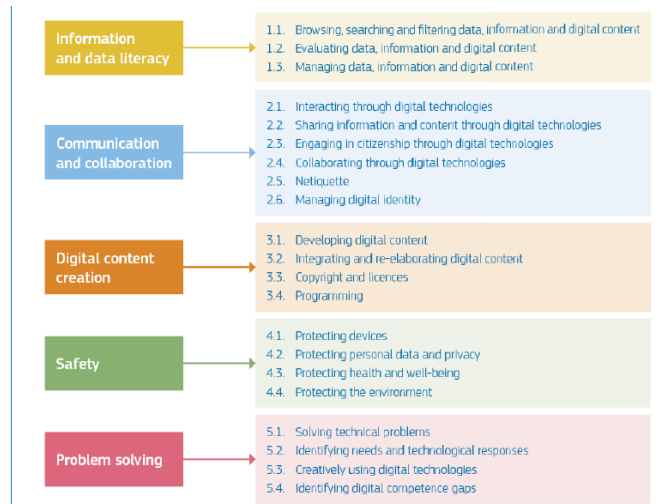 Information
and data literacy
1.1. Browsing, searching and filtering data, information and digital content
1.2. Evaluating data, information and digital content
1.3. Managing data, information and digital content
Communication
and collaboration
2.1. Interacting through digital technologies
2.2. Sharing information and content through digital technologies
2.3. Engaging in citizenship through digital technologies
2.4. Collaborating through digital technologies
2.5. Netiquette
2.6. Managing digital identity
Digital content
creation
3.1. Developing digital content
3.2. Integrating and re-elaborating digital content
3.3. Copyright and licences
3.4. Programming
Safety
4.1. Protecting devices
4.2. Protecting personal data and privacy
4.3. Protecting health and well-being
4.4. Protecting the environment
Problem solving
5.1. Solving technical problems
5.2. Identifying needs and technological responses
5.3. Creatively using digital technologies
5.4. Identifying digital competence gaps